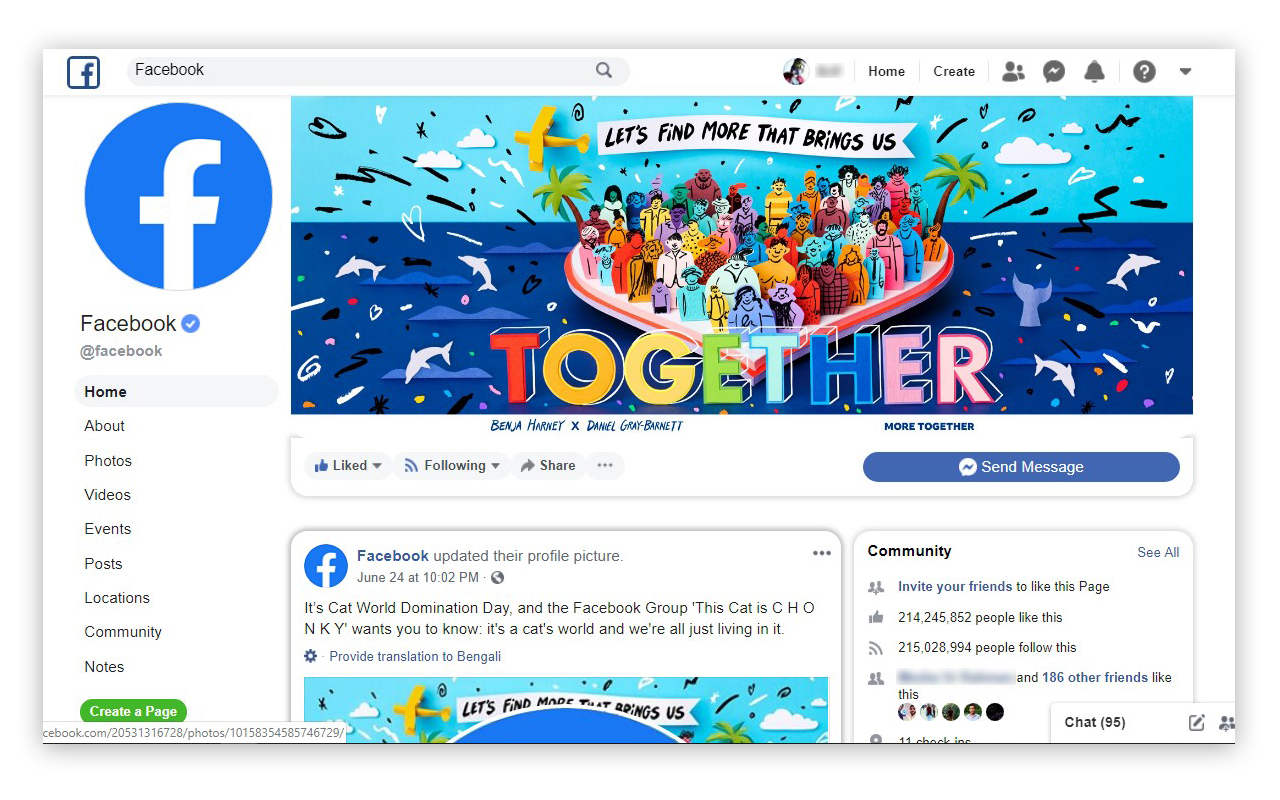 Facebook
Home
Create
LET'S FIND MORE THAT BRINGS US
TOGETHER
BENJA HARNEY X DANIEL GRAY-BARNETT
MORE TOGETHER
Facebook
@facebook
Home
About
Photos
Videos
Events
Posts
Locations
Community
Notes
Create a Page
cebook.com/20531316728/photos/10158354585746729/
Liked
Following
Share
Send Message
Facebook updated their profile picture.
June 24 at 10:02 PM ·
It's Cat World Domination Day, and the Facebook Group 'This Cat is C H O
N K Y' wants you to know: it's a cat's world and we're all just living in it.
· Provide translation to Bengali
LET'S FIND MORE THAT BRINGS US
Community
See All
Invite your friends to like this Page
214,245,852 people like this
215,028,994 people follow this
and 186 other friends like
this
11 check-ins
Chat (95)